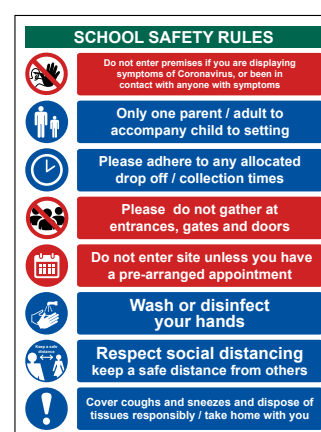 SCHOOL SAFETY RULES
Do not enter premises if you are displaying
symptoms of Coronavirus, or been in
contact with anyone with symptoms
Only one parent / adult to
accompany child to setting
Please adhere to any allocated
drop off / collection times
Please do not gather at
entrances, gates and doors
Do not enter site unless you have
a pre-arranged appointment
Wash or disinfect
your hands
Keep a safe
distance
Respect social distancing
keep a safe distance from others
Cover coughs and sneezes and dispose of
tissues responsibly / take home with you